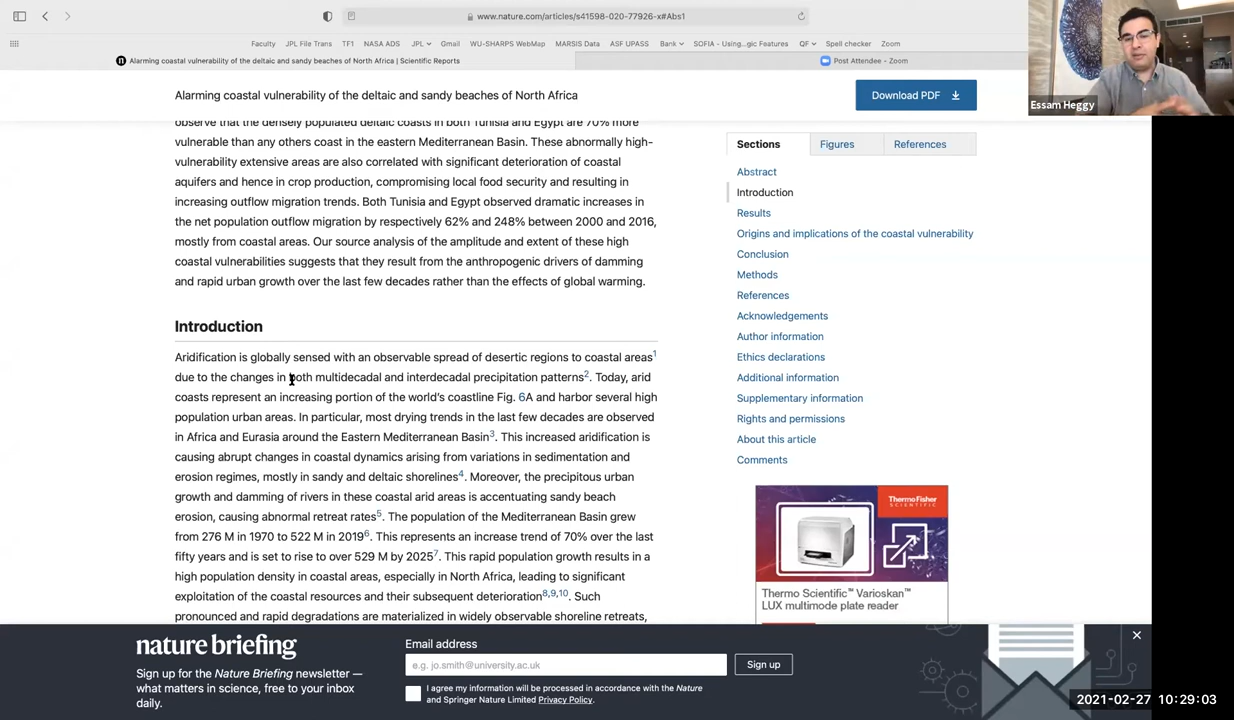 www.nature.com/articles/s41598-020-77926-x#Abs1
Faculty JPL File Trans TF1 NASA ADS JPL Gmail WU-SHARPS WebMap MARSIS Data ASF UPASS Bank SOFIA - Using...gic Features QF Spell checker Zoom
Alarming coastal vulnerability of the deltaic and sandy beaches of North Africa | Scientific Reports
Post Attendee - Zoom
Essam Heggy
Alarming coastal vulnerability of the deltaic and sandy beaches of North Africa
Download PDF
observe that the densely populated deltaic coasts in both Tunisia and Egypt are 70% more
vulnerable than any others coast in the eastern Mediterranean Basin. These abnormally high-
vulnerability extensive areas are also correlated with significant deterioration of coastal
aquifers and hence in crop production, compromising local food security and resulting in
increasing outflow migration trends. Both Tunisia and Egypt observed dramatic increases in
the net population outflow migration by respectively 62% and 248% between 2000 and 2016,
mostly from coastal areas. Our source analysis of the amplitude and extent of these high
coastal vulnerabilities suggests that they result from the anthropogenic drivers of damming
and rapid urban growth over the last few decades rather than the effects of global warming.
Introduction
Aridification is globally sensed with an observable spread of desertic regions to coastal areas1
due to the changes in both multidecadal and interdecadal precipitation patterns2. Today, arid
coasts represent an increasing portion of the world's coastline Fig. 6A and harbor several high
population urban areas. In particular, most drying trends in the last few decades are observed
in Africa and Eurasia around the Eastern Mediterranean Basin3. This increased aridification is
causing abrupt changes in coastal dynamics arising from variations in sedimentation and
erosion regimes, mostly in sandy and deltaic shorelines4. Moreover, the precipitous urban
growth and damming of rivers in these coastal arid areas is accentuating sandy beach
erosion, causing abnormal retreat rates5. The population of the Mediterranean Basin grew
from 276 M in 1970 to 522 M in 20196. This represents an increase trend of 70% over the last
fifty years and is set to rise to over 529 M by 20257. This rapid population growth results in a
high population density in coastal areas, especially in North Africa, leading to significant
exploitation of the coastal resources and their subsequent deterioration8,9,10. Such
pronounced and rapid degradations are materialized in widely observable shoreline retreats,
Sections Figures References
Abstract
Introduction
Results
Origins and implications of the coastal vulnerability
Conclusion
Methods
References
Acknowledgements
Author information
Ethics declarations
Additional information
Supplementary information
Rights and permissions
About this article
Comments
ThermoFisher
SCIENTIFIC
Thermo Scientific™ Varioskan™
LUX multimode plate reader
nature briefing
Sign up for the Nature Briefing newsletter —
what matters in science, free to your inbox
daily.
Email address
e.g. jo.smith@university.ac.uk
Sign up
I agree my information will be processed in accordance with the Nature
and Springer Nature Limited Privacy Policy.
2021-02-27 10:29:03